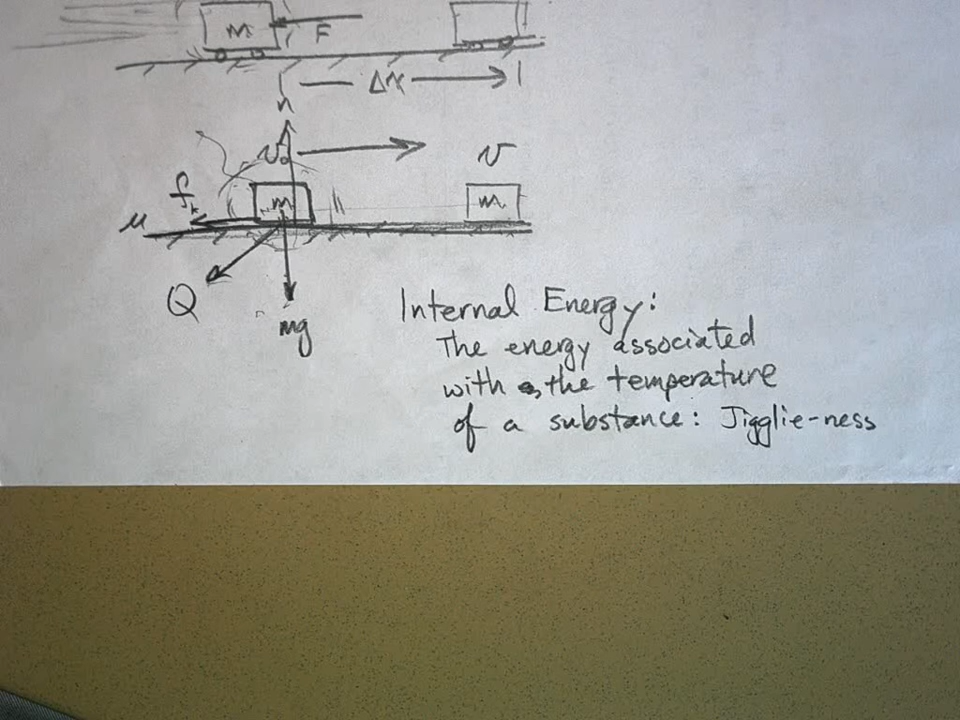 m F
Δx
n
v₀ v
fₖ m m
μ
Q
mg
Internal Energy:
The energy associated
with the temperature
of a substance: Jigglie-ness